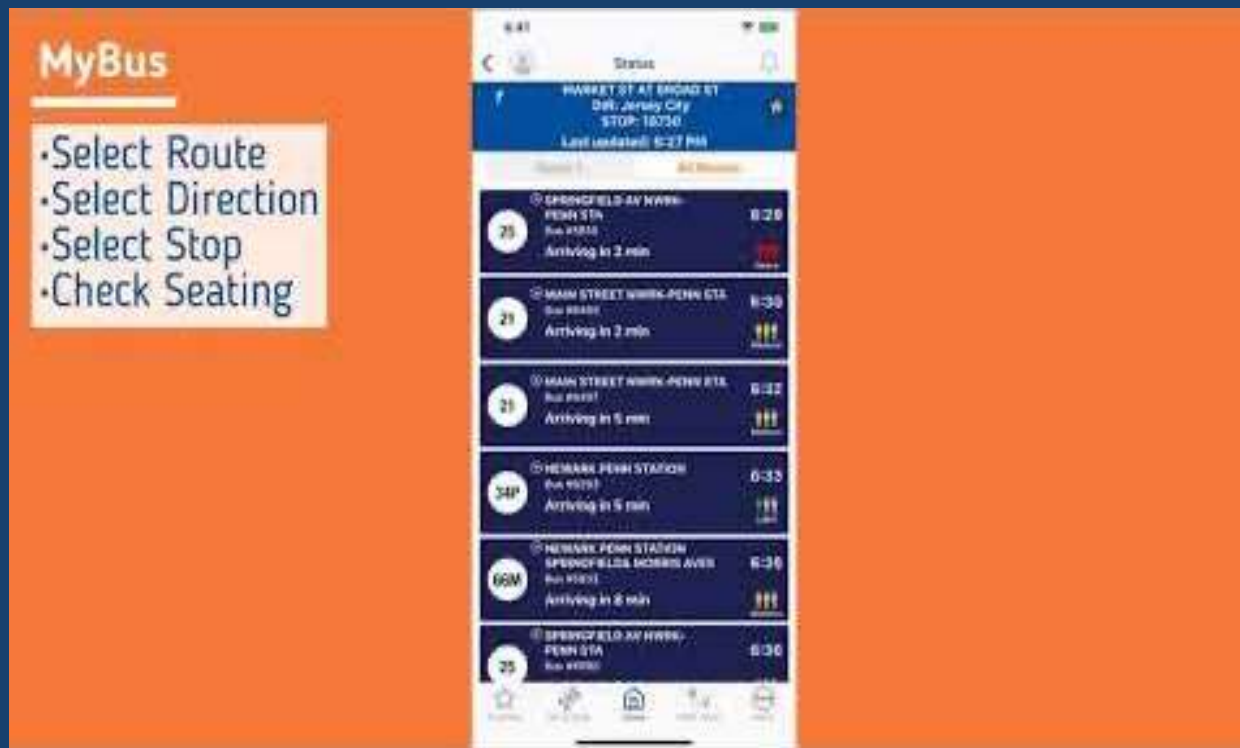 MyBus
•Select Route
•Select Direction
•Select Stop
•Check Seating
6:41
Status
MARKET ST AT BROAD ST
DIR: Jersey City
STOP:
Last updated: 6:27 PM
All Routes
25
SPRINGFIELD AV NWRK-
PENN STA
6:29
Arriving in 2 min
21
MAIN STREET NWRK-PENN STA
6:30
Arriving in 2 min
21
MAIN STREET NWRK-PENN STA
6:32
Arriving in 5 min
34P
NEWARK PENN STATION
6:33
Arriving in 5 min
66M
NEWARK PENN STATION
SPRINGFIELD& MORRIS AVES
Arriving in 8 min
25
SPRINGFIELD AV NWRK-
PENN STA
6:36